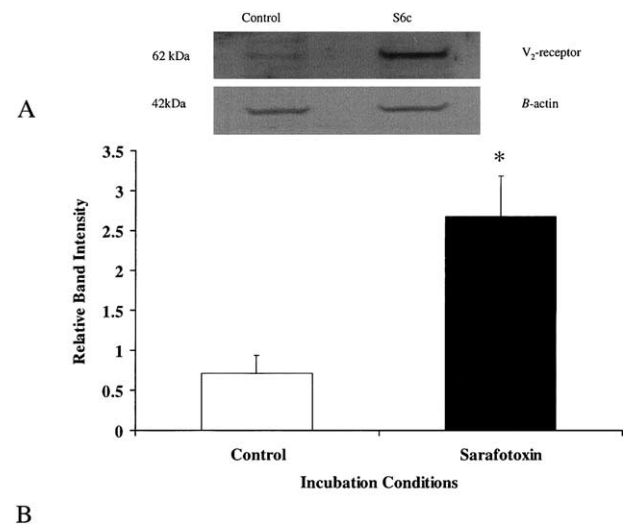 Control S6c
62 kDa V₂-receptor
42kDa B-actin
A
3.5
*
3
2.5
2
1.5
1
0.5
0
Relative Band Intensity
Control Sarafotoxin
Incubation Conditions
B